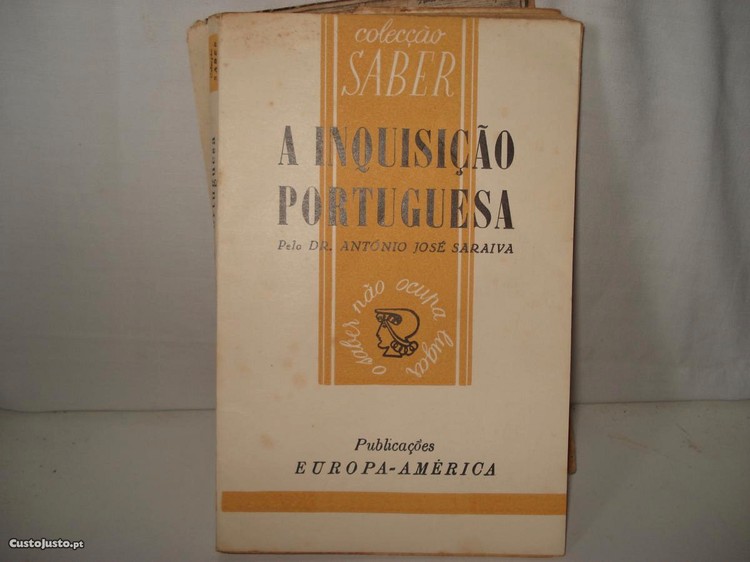 colecção
SABER
A INQUISIÇÃO
PORTUGUESA
Pelo DR. ANTÓNIO JOSÉ SARAIVA
o saber não ocupa lugar
Publicações
EUROPA-AMÉRICA
CustoJusto.pt